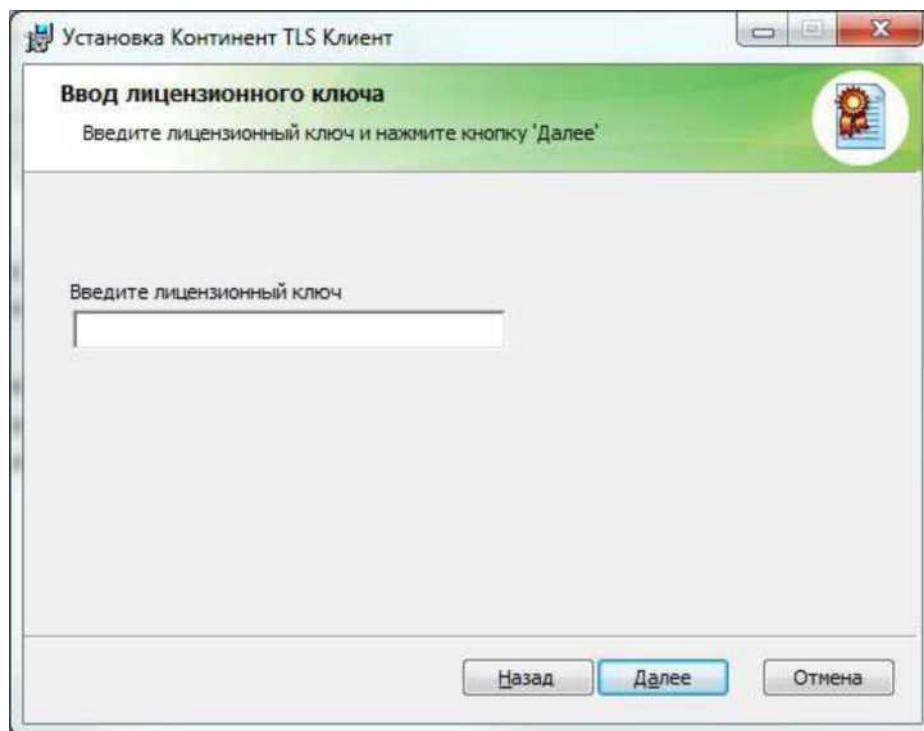 Установка Континент TLS Клиент
Ввод лицензионного ключа
Введите лицензионный ключ и нажмите кнопку 'Далее'
Введите лицензионный ключ
Назад
Далее
Отмена